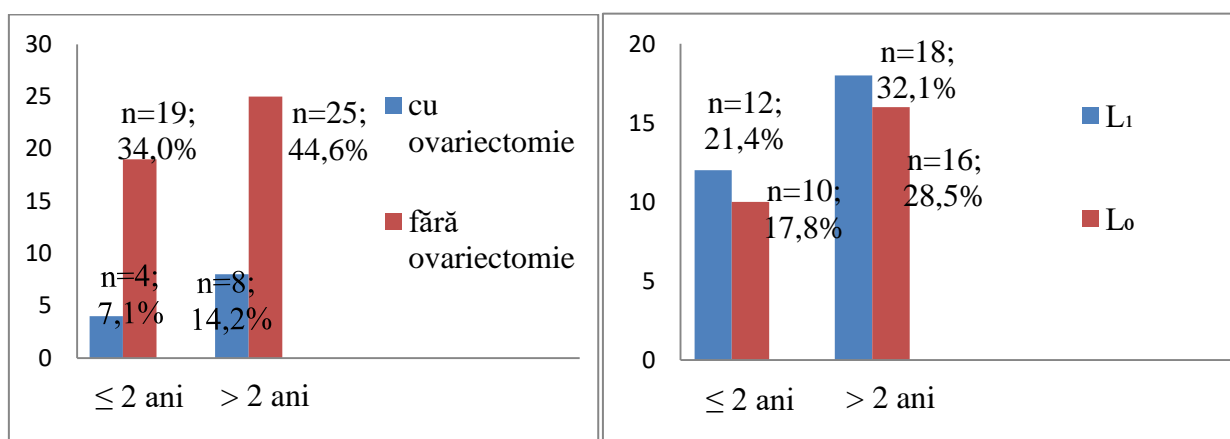 30
25
20
15
10
5
0
n=19;
34,0%
n=25;
44,6%
n=4;
7,1%
n=8;
14,2%
≤ 2 ani
> 2 ani
cu
ovariectomie
fără
ovariectomie
20
15
10
5
0
n=12;
21,4%
n=10;
17,8%
n=18;
32,1%
n=16;
28,5%
≤ 2 ani
> 2 ani
L₁
L₀